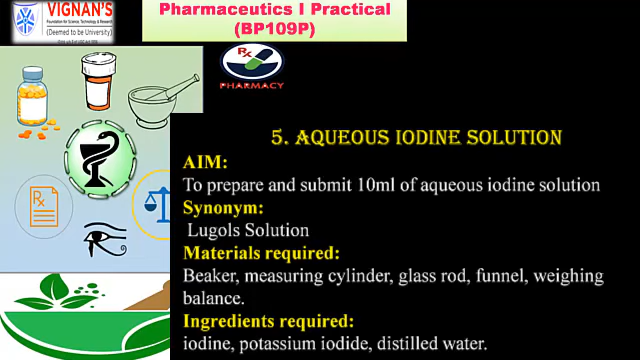 VIGNAN'S
Foundation for Science, Technology & Research
(Deemed to be University)
Pharmaceutics I Practical
(BP109P)
Rx
PHARMACY
Rx
5. AQUEOUS IODINE SOLUTION
AIM:
To prepare and submit 10ml of aqueous iodine solution
Synonym:
Lugols Solution
Materials required:
Beaker, measuring cylinder, glass rod, funnel, weighing
balance.
Ingredients required:
iodine, potassium iodide, distilled water.